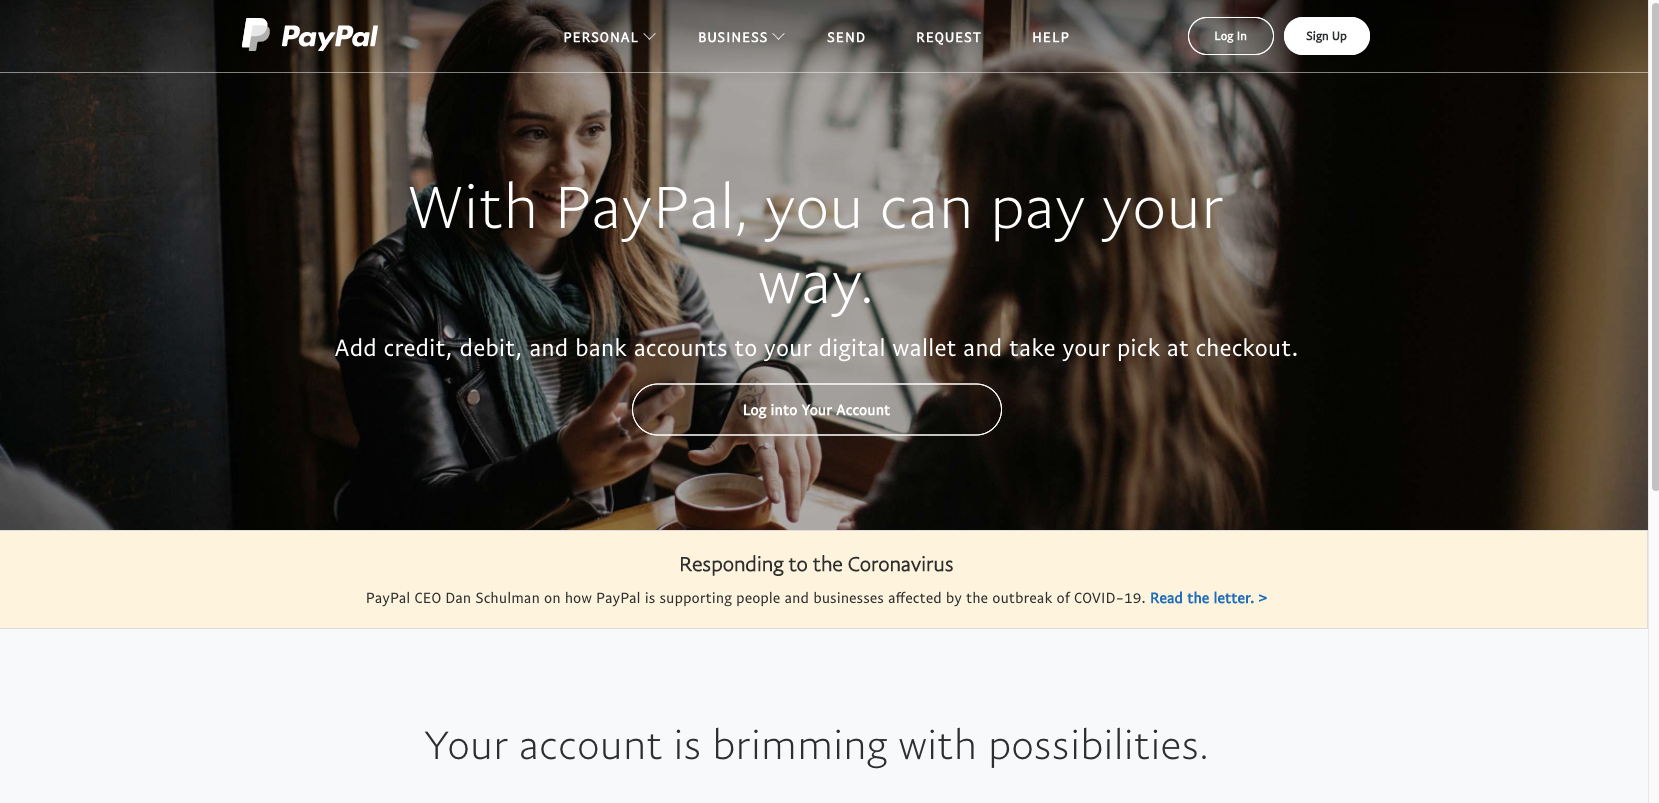 PayPal
PERSONAL
BUSINESS
SEND
REQUEST
HELP
Log In
Sign Up
With PayPal, you can pay your
way.
Add credit, debit, and bank accounts to your digital wallet and take your pick at checkout.
Log into Your Account
Responding to the Coronavirus
PayPal CEO Dan Schulman on how PayPal is supporting people and businesses affected by the outbreak of COVID-19. Read the letter. >
Your account is brimming with possibilities.